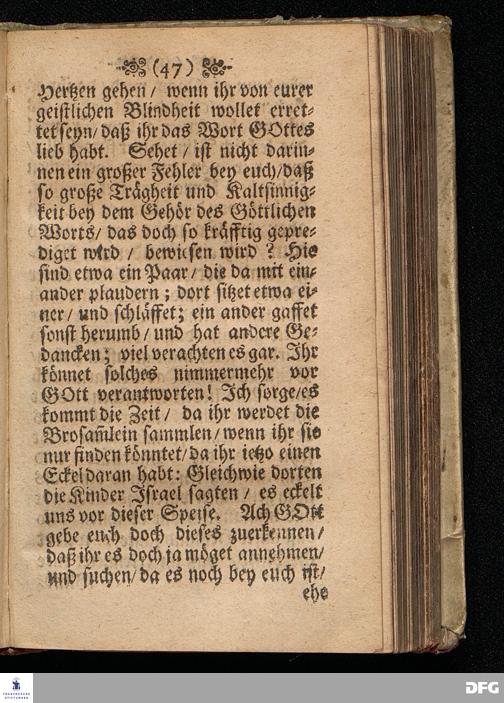 (47)
Hertzen gehen / wenn ihr von eurer
geistlichen Blindheit wollet erret-
tet seyn / daß ihr das Wort GOttes
lieb habt. Sehet / ist nicht darin-
nen ein großer Fehler bey euch / daß
so große Trägheit und Kaltsinnig-
keit bey dem Gehör des Göttlichen
Worts / das doch so kräfftig gepre-
diget wird / bewiesen wird ? Hie
sind etwa ein Paar / die da mit ein-
ander plaudern ; dort sitzet etwa ei-
ner / und schläffet ; ein ander gaffet
sonst herumb / und hat andere Ge-
dancken ; viel verachten es gar. Ihr
könnet solches nimmermehr vor
GOtt verantworten! Ich sorge / es
kommt die Zeit / da ihr werdet die
Brosam̃lein sammlen / wenn ihr sie
nur finden könntet / da ihr ietzo einen
Eckel daran habt: Gleichwie dorten
die Kinder Israel sagten / es eckelt
uns vor dieser Speise. Ach GOtt
gebe euch doch dieses zuerkennen /
daß ihr es doch ja möget annehmen /
und suchen / da es noch bey euch ist /
ehe
FRANCKESCHE
STIFTUNGEN
DFG